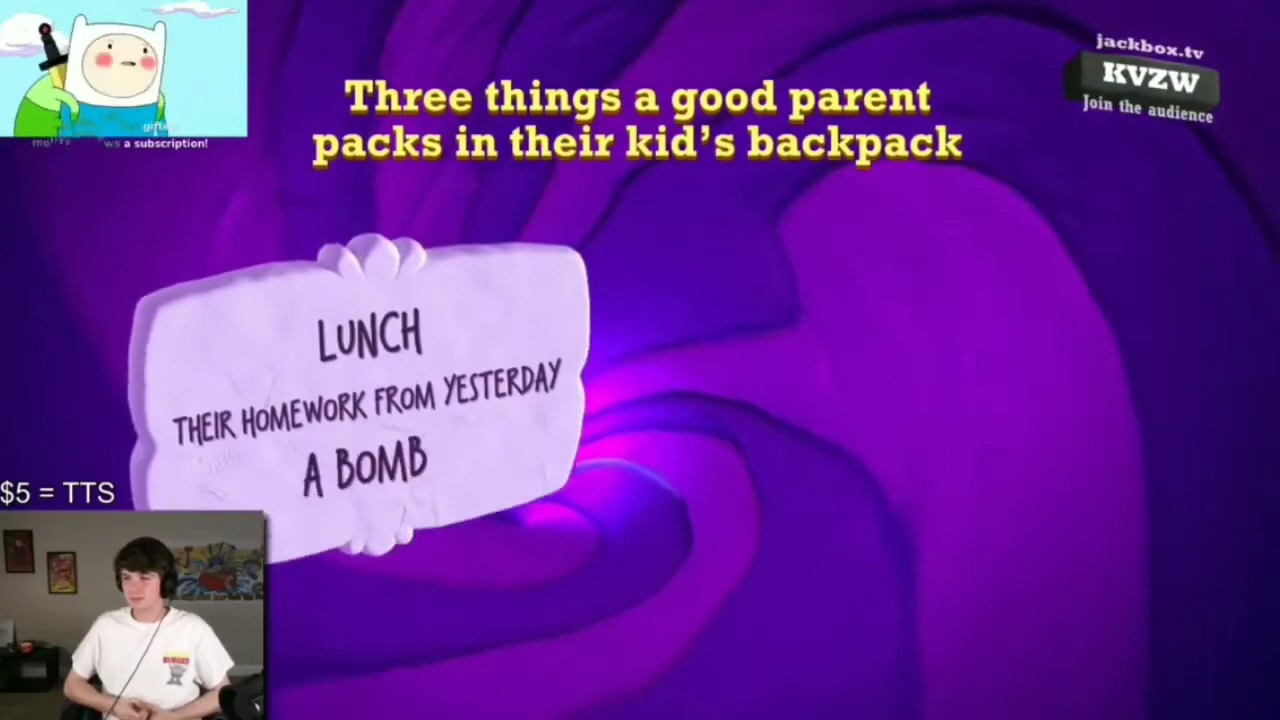 jackbox.tv
KVZW
Join the audience
Three things a good parent
packs in their kid's backpack
a subscription!
LUNCH
THEIR HOMEWORK FROM YESTERDAY
A BOMB
$5 = TTS